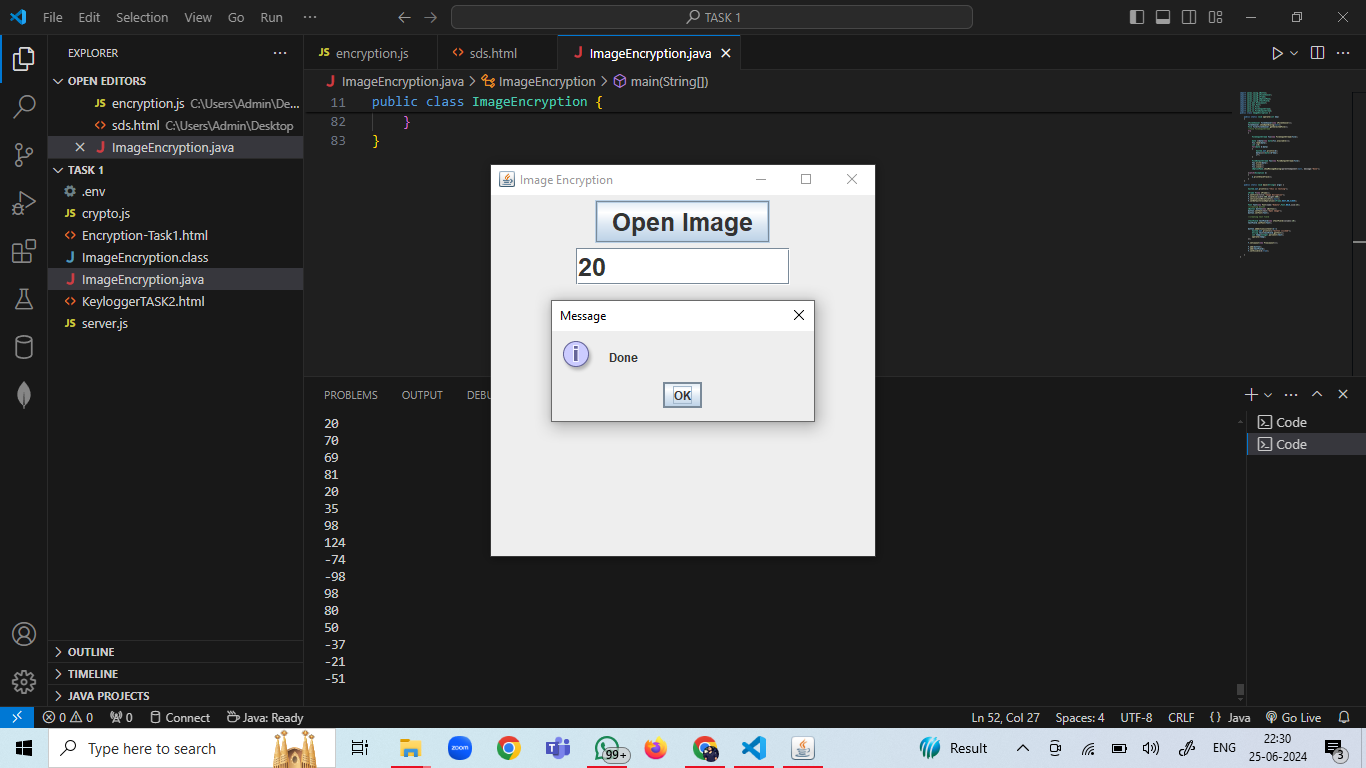 File Edit Selection View Go Run ··· TASK 1
EXPLORER ···
OPEN EDITORS
encryption.js C:\Users\Admin\De...
sds.html C:\Users\Admin\Desktop
ImageEncryption.java
TASK 1
.env
crypto.js
Encryption-Task1.html
ImageEncryption.class
ImageEncryption.java
KeyloggerTASK2.html
server.js
OUTLINE
TIMELINE
JAVA PROJECTS
JS encryption.js <> sds.html J ImageEncryption.java
J ImageEncryption.java > ImageEncryption > main(String[])
11 public class ImageEncryption {
82 }
83 }
Image Encryption
Open Image
20
Message
Done
OK
PROBLEMS OUTPUT DEBU
20
70
69
81
20
35
98
124
-74
-98
98
80
50
-37
-21
-51
Code
Code
0 0 0 Connect Java: Ready Ln 52, Col 27 Spaces: 4 UTF-8 CRLF {} Java Go Live
Type here to search zoom 99+ Result ENG 22:30
25-06-2024 3